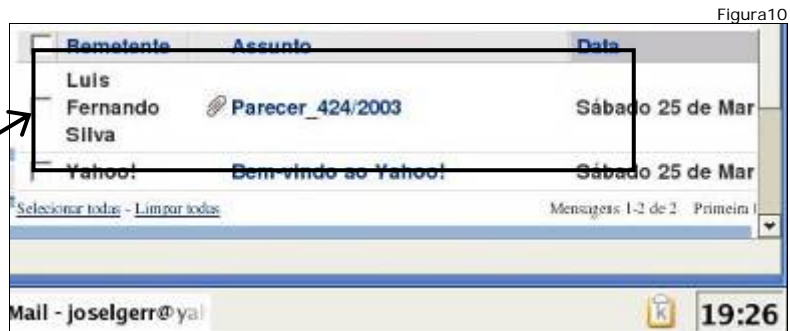 Figura10
Remetente Assunto Data
Luis
Fernando Parecer_424/2003 Sábado 25 de Mar
Silva
Yahoo! Bem-vindo ao Yahoo! Sábado 25 de Mar
Selecionar todas - Limpar todas Mensagens 1-2 de 2 Primeira
Mail - joselgerr@ya 19:26